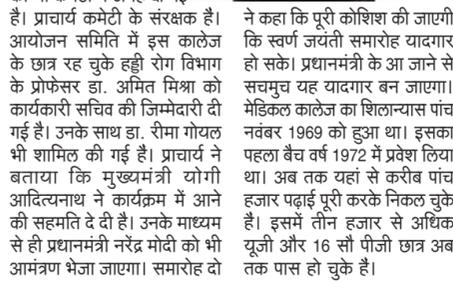 है। प्राचार्य कमेटी के संरक्षक है।
आयोजन समिति में इस कालेज
के छात्र रह चुके हड्डी रोग विभाग
के प्रोफेसर डा. अमित मिश्रा को
कार्यकारी सचिव की जिम्मेदारी दी
गई है। उनके साथ डा. रीमा गोयल
भी शामिल की गई है। प्राचार्य ने
बताया कि मुख्यमंत्री योगी
आदित्यनाथ ने कार्यक्रम में आने
की सहमति दे दी है। उनके माध्यम
से ही प्रधानमंत्री नरेंद्र मोदी को भी
आमंत्रण भेजा जाएगा। समारोह दो
ने कहा कि पूरी कोशिश की जाएगी
कि स्वर्ण जयंती समारोह यादगार
हो सके। प्रधानमंत्री के आ जाने से
सचमुच यह यादगार बन जाएगा।
मेडिकल कालेज का शिलान्यास पांच
नवंबर 1969 को हुआ था। इसका
पहला बैच वर्ष 1972 में प्रवेश लिया
था। अब तक यहां से करीब पांच
हजार पढ़ाई पूरी करके निकल चुके
है। इसमें तीन हजार से अधिक
यूजी और 16 सौ पीजी छात्र अब
तक पास हो चुके है।